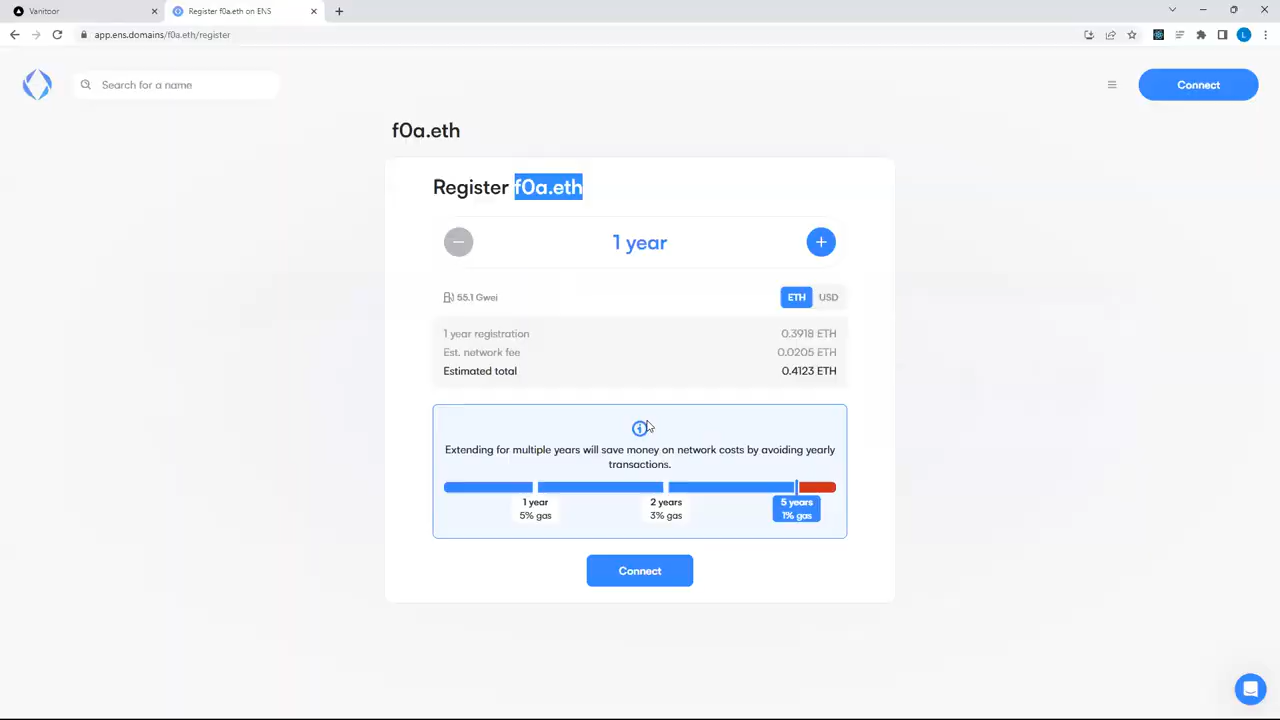 Vanitoor
Register f0a.eth on ENS
app.ens.domains/f0a.eth/register
L
Search for a name
Connect
f0a.eth
Register f0a.eth
1 year
55.1 Gwei
ETH USD
1 year registration 0.3918 ETH
Est. network fee 0.0205 ETH
Estimated total 0.4123 ETH
Extending for multiple years will save money on network costs by avoiding yearly
transactions.
1 year 2 years 5 years
5% gas 3% gas 1% gas
Connect